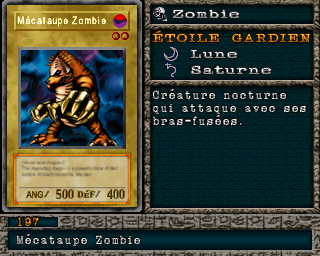 Mécataupe Zombie
Zombie
ÉTOILE GARDIEN
Lune
Saturne
Créature nocturne
qui attaque avec ses
bras-fusées.
ANG/ 500 DéF/ 400
197
Mécataupe Zombie